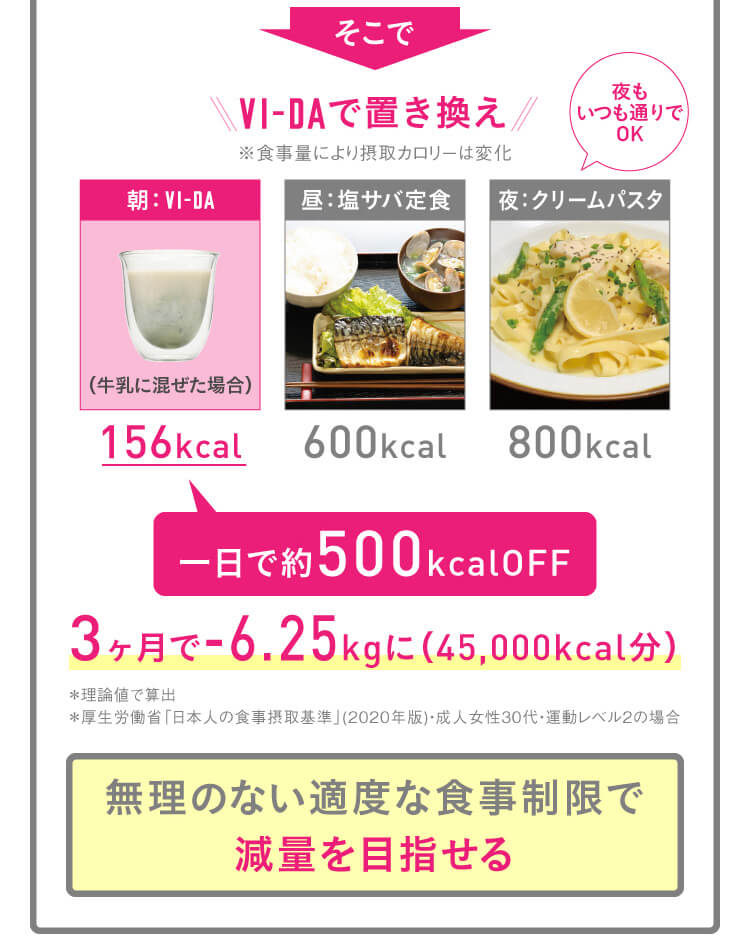 そこで
VI-DAで置き換え
※食事量により摂取カロリーは変化
夜も
いつも通りで
OK
朝：VI-DA
(牛乳に混ぜた場合)
156kcal
昼：塩サバ定食
600kcal
夜：クリームパスタ
800kcal
一日で約500kcalOFF
3ヶ月で-6.25kgに(45,000kcal分)
＊理論値で算出
＊厚生労働省「日本人の食事摂取基準」(2020年版)・成人女性30代・運動レベル2の場合
無理のない適度な食事制限で
減量を目指せる